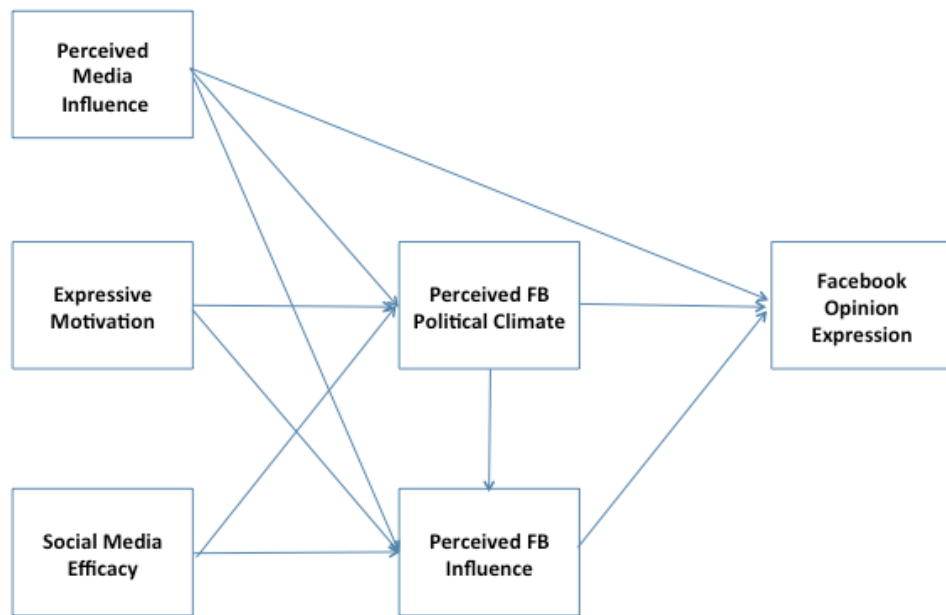 Perceived
Media
Influence
Expressive
Motivation
Perceived FB
Political Climate
Facebook
Opinion
Expression
Social Media
Efficacy
Perceived FB
Influence